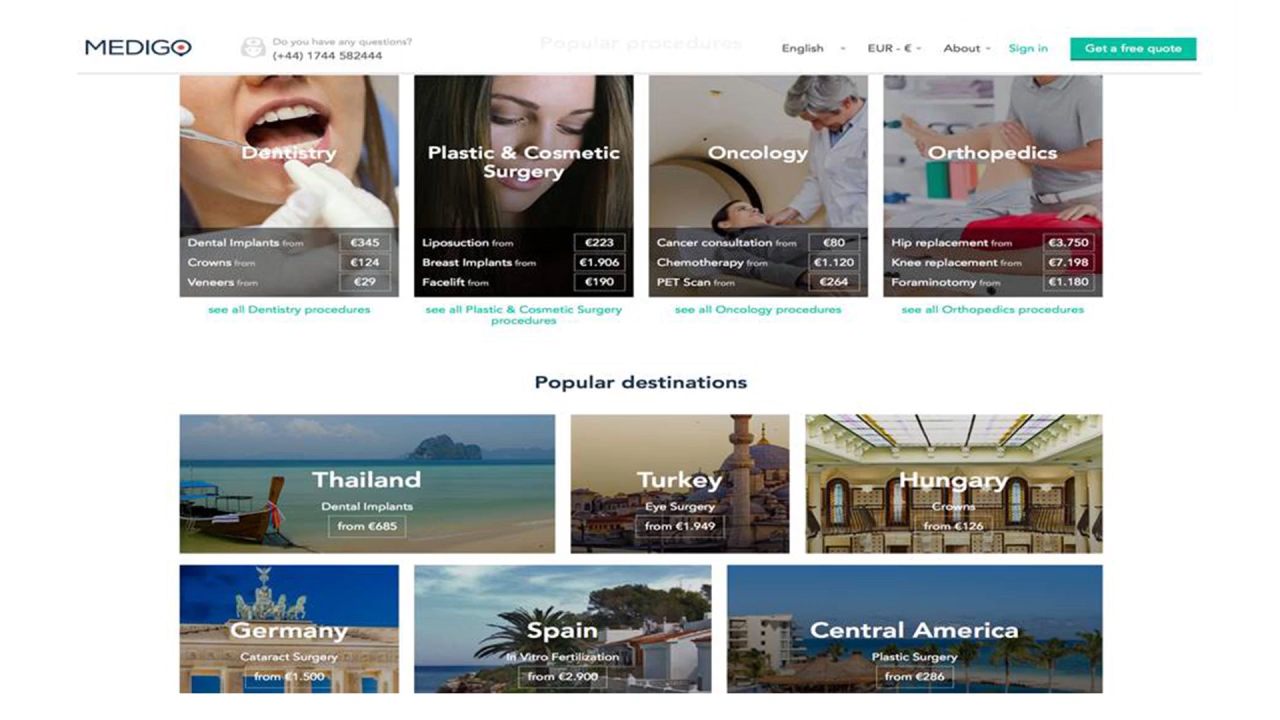 MEDIGO
Do you have any questions?
(+44) 1744 582444
Popular procedures
English
EUR - €
About
Sign in
Get a free quote
Dentistry
Dental Implants from €345
Crowns from €124
Veneers from €29
see all Dentistry procedures
Plastic & Cosmetic
Surgery
Liposuction from €223
Breast Implants from €1.906
Facelift from €190
see all Plastic & Cosmetic Surgery
procedures
Oncology
Cancer consultation from €80
Chemotherapy from €1.120
PET Scan from €264
see all Oncology procedures
Orthopedics
Hip replacement from €3.750
Knee replacement from €7.198
Foraminotomy from €1.180
see all Orthopedics procedures
Popular destinations
Thailand
Dental Implants
from €685
Turkey
Eye Surgery
from €1.949
Hungary
Crowns
from €126
Germany
Cataract Surgery
from €1.500
Spain
In Vitro Fertilization
from €2.900
Central America
Plastic Surgery
from €286